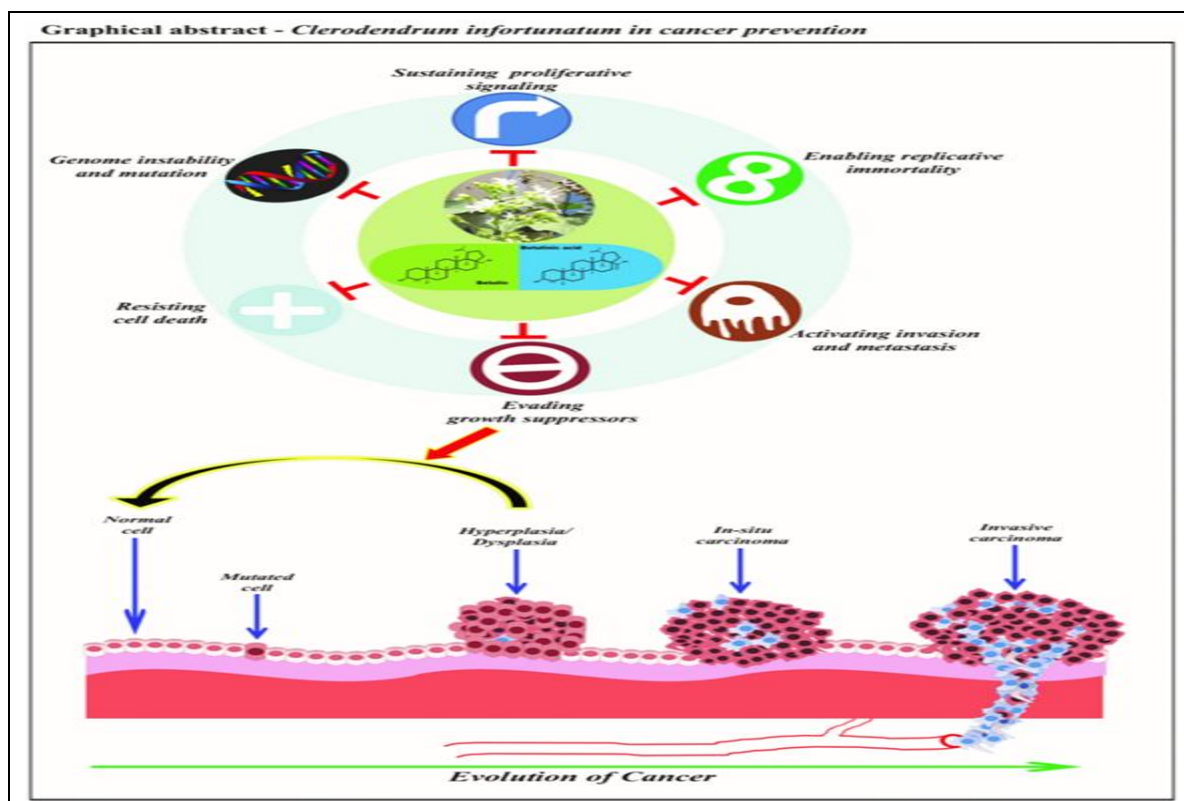 Graphical abstract - Clerodendrum infortunatum in cancer prevention
Sustaining proliferative
signaling
Genome instability
and mutation
Enabling replicative
immortality
Betulinic acid
Betulin
Resisting
cell death
Activating invasion
and metastasis
Evading
growth suppressors
Normal
cell
Mutated
cell
Hyperplasia/
Dysplasia
In-situ
carcinoma
Invasive
carcinoma
Evolution of Cancer